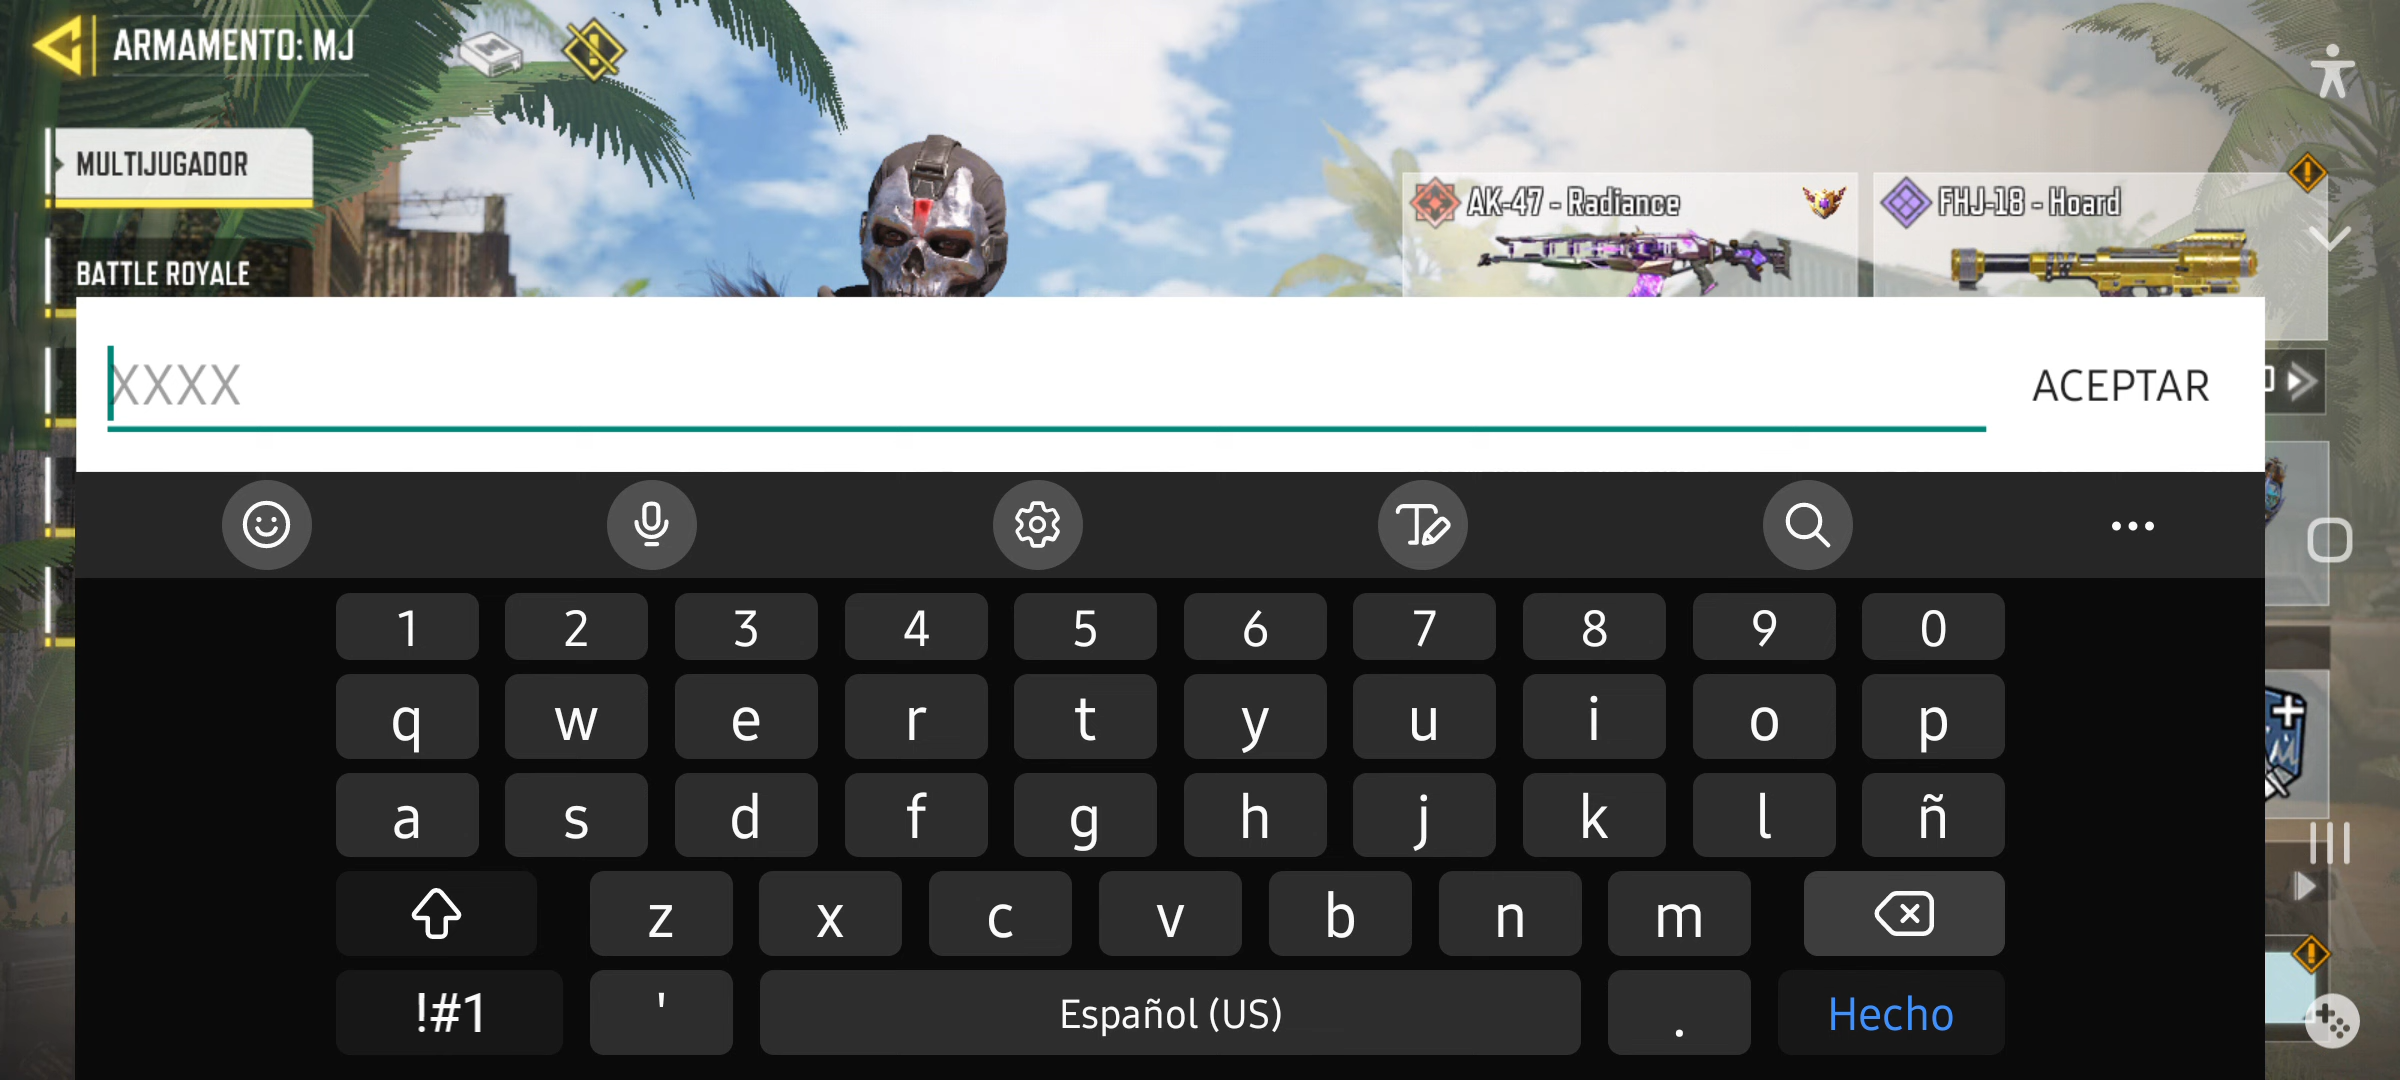 ARMAMENTO: MJ
MULTIJUGADOR
BATTLE ROYALE
AK-47 - Radiance
FHJ-18 - Hoard
XXXX
ACEPTAR
1 2 3 4 5 6 7 8 9 0
q w e r t y u i o p
a s d f g h j k l ñ
z x c v b n m
!#1 ' Español (US) . Hecho